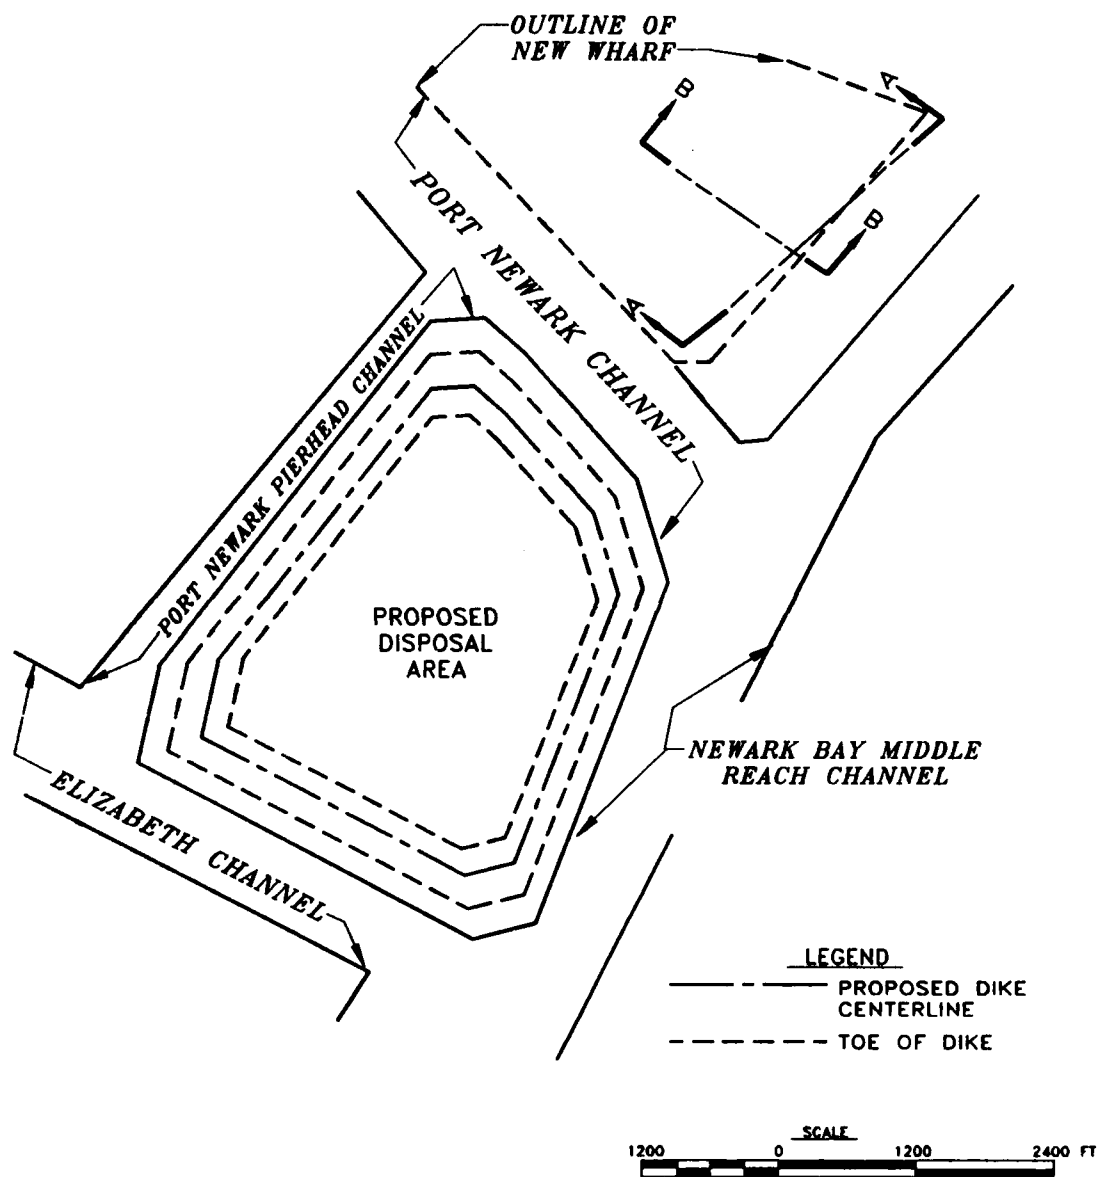 OUTLINE OF
NEW WHARF
A
B
PORT NEWARK CHANNEL
B
A
PORT NEWARK PIERHEAD CHANNEL
PROPOSED
DISPOSAL
AREA
NEWARK BAY MIDDLE
REACH CHANNEL
ELIZABETH CHANNEL
LEGEND
PROPOSED DIKE
CENTERLINE
TOE OF DIKE
SCALE
1200 0 1200 2400 FT